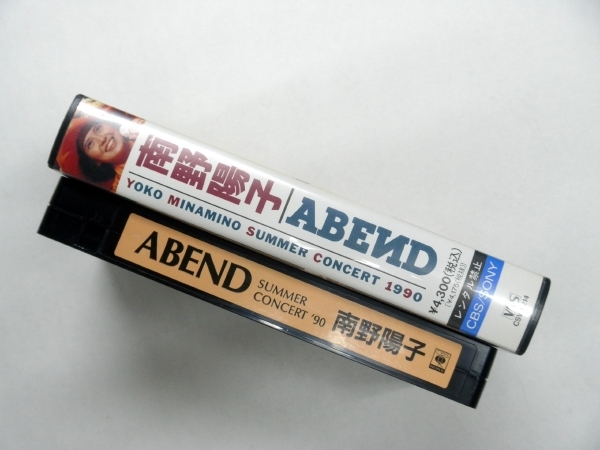 南野陽子
ABEИD
YOKO MINAMINO SUMMER CONCERT 1990
¥4,300(税込)
レンタル禁止
CBS/SONY
ABEND
SUMMER
CONCERT '90
南野陽子